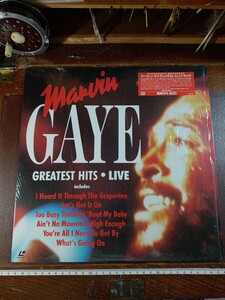 Marvin
GAYE
GREATEST HITS • LIVE
includes
I Heard It Through The Grapevine
Let's Get It On
Too Busy Thinking 'Bout My Baby
Ain't No Mountain High Enough
You're All I Need To Get By
What's Going On